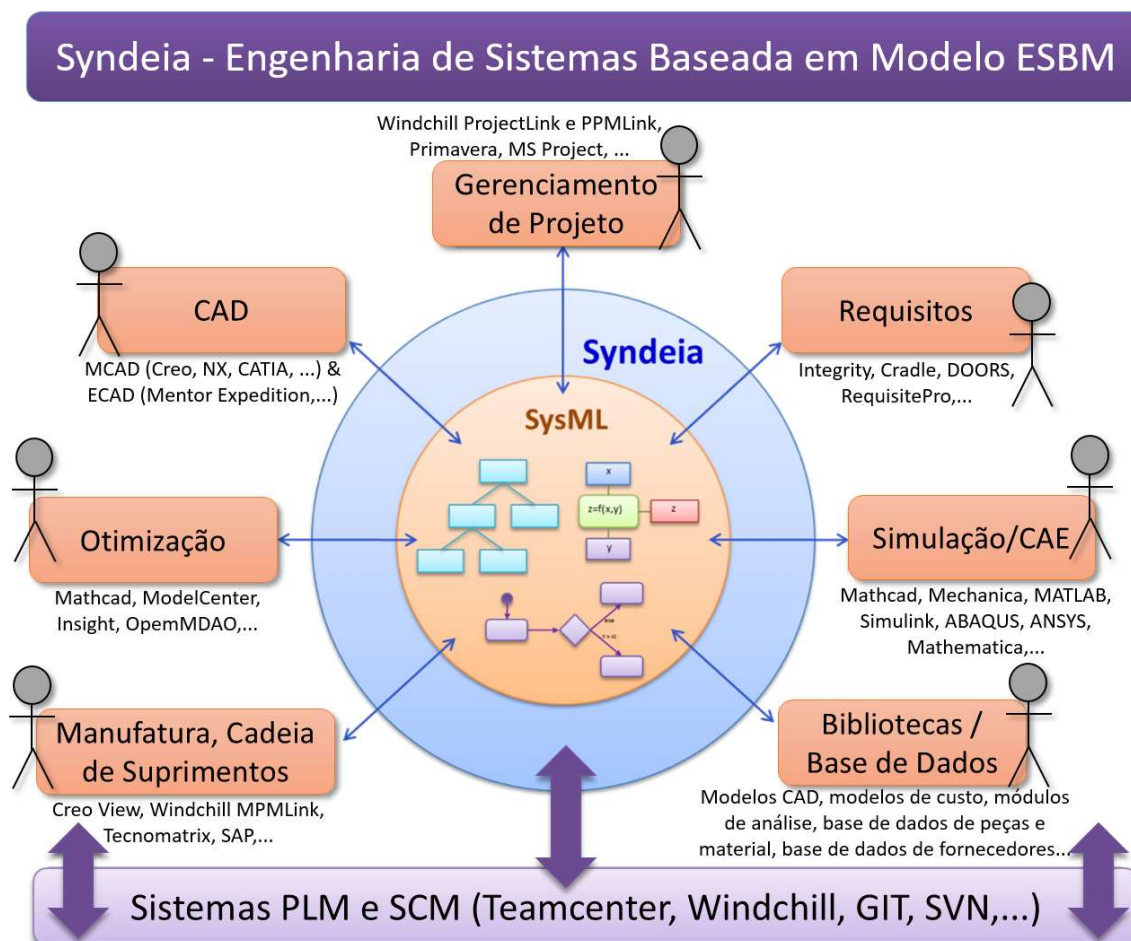 Syndeia - Engenharia de Sistemas Baseada em Modelo ESBM
Windchill ProjectLink e PPMLink,
Primavera, MS Project, ...
Gerenciamento
de Projeto
CAD
MCAD (Creo, NX, CATIA, ...) &
ECAD (Mentor Expedition,...)
Requisitos
Integrity, Cradle, DOORS,
RequisitePro,...
Syndeia
SysML
x
z=f(x,y)
z
y
Otimização
Mathcad, ModelCenter,
Insight, OpemMDAO,...
Simulação/CAE
Mathcad, Mechanica, MATLAB,
Simulink, ABAQUS, ANSYS,
Mathematica,...
Manufatura, Cadeia
de Suprimentos
Creo View, Windchill MPMLink,
Tecnomatrix, SAP,...
Bibliotecas /
Base de Dados
Modelos CAD, modelos de custo, módulos
de análise, base de dados de peças e
material, base de dados de fornecedores...
Sistemas PLM e SCM (Teamcenter, Windchill, GIT, SVN,...)